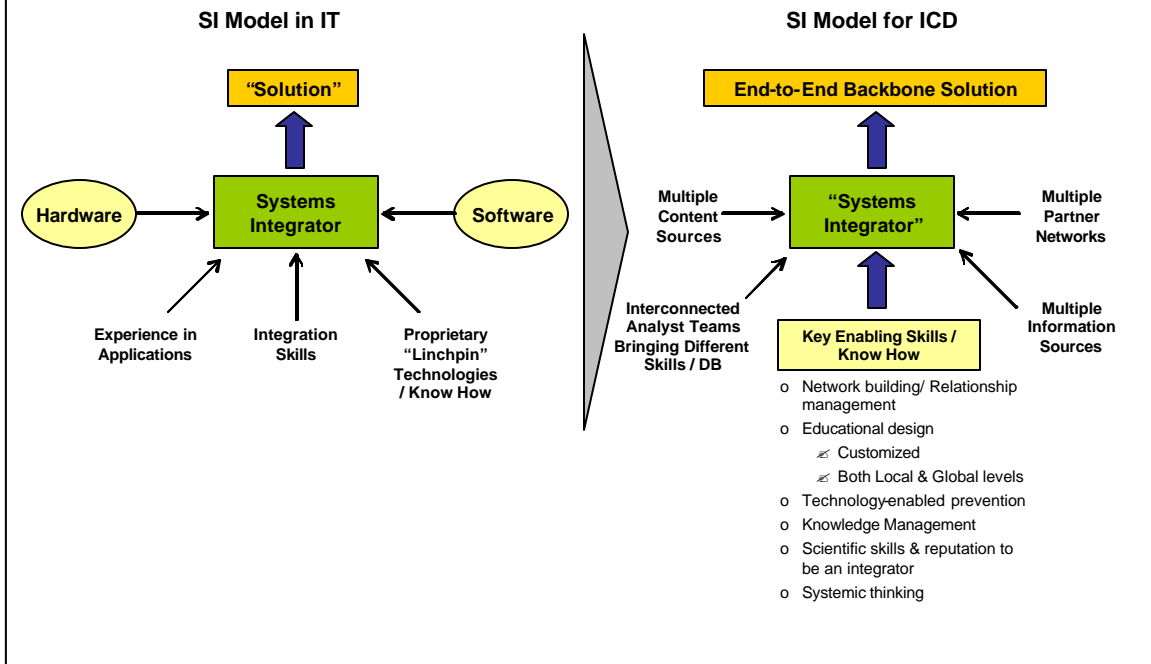 SI Model in IT
"Solution"
Hardware
Systems
Integrator
Software
Experience in
Applications
Integration
Skills
Proprietary
"Linchpin"
Technologies
/ Know How
SI Model for ICD
End-to-End Backbone Solution
Multiple
Content
Sources
"Systems
Integrator"
Multiple
Partner
Networks
Interconnected
Analyst Teams
Bringing Different
Skills / DB
Key Enabling Skills /
Know How
Multiple
Information
Sources
o Network building/ Relationship
management
o Educational design
Customized
Both Local & Global levels
o Technology-enabled prevention
o Knowledge Management
o Scientific skills & reputation to
be an integrator
o Systemic thinking